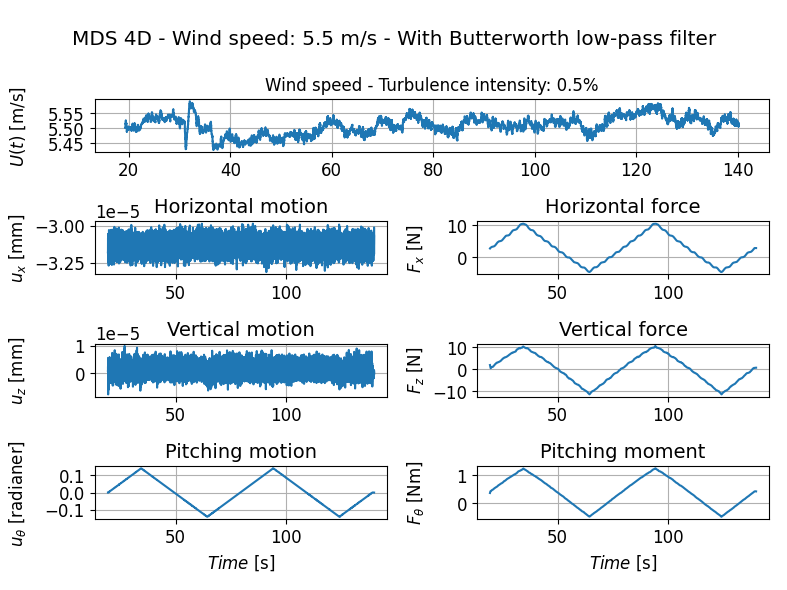 MDS 4D - Wind speed: 5.5 m/s - With Butterworth low-pass filter
Wind speed - Turbulence intensity: 0.5%
U(t) [m/s]
5.55
5.50
5.45
20 40 60 80 100 120 140
1e−5 Horizontal motion
u_x [mm]
−3.00
−3.25
50 100
Horizontal force
F_x [N]
10
0
50 100
1e−5 Vertical motion
u_z [mm]
1
0
50 100
Vertical force
F_z [N]
10
0
−10
50 100
Pitching motion
u_θ [radianer]
0.1
0.0
−0.1
50 100
Time [s]
Pitching moment
F_θ [Nm]
1
0
50 100
Time [s]